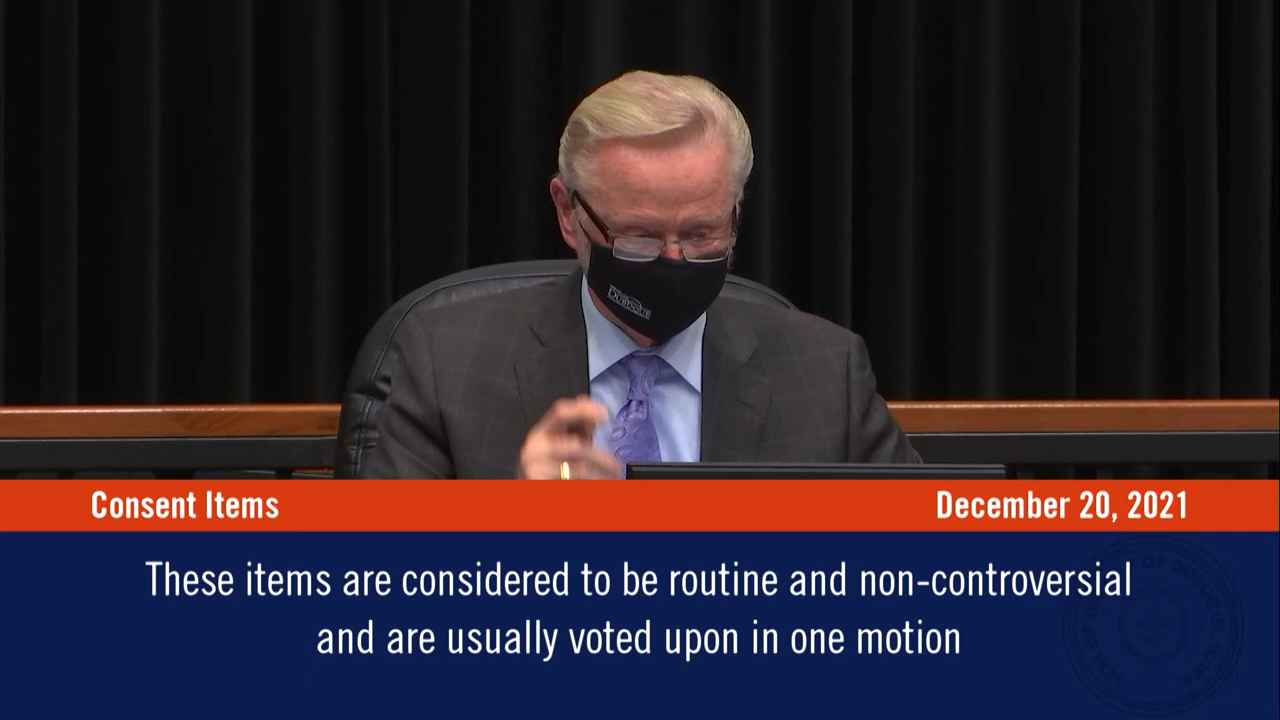 DUBUQUE
Consent Items
December 20, 2021
These items are considered to be routine and non-controversial
and are usually voted upon in one motion